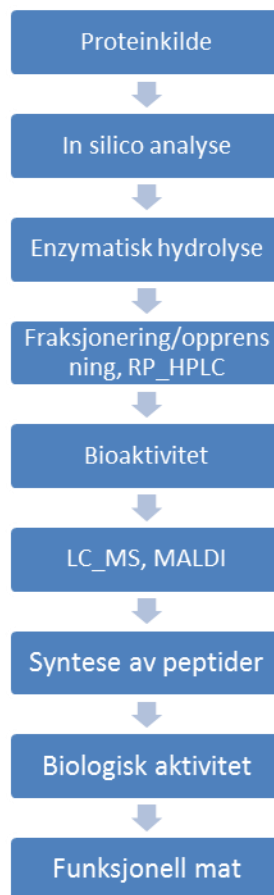 Proteinkilde
In silico analyse
Enzymatisk hydrolyse
Fraksjonering/opprens
ning, RP_HPLC
Bioaktivitet
LC_MS, MALDI
Syntese av peptider
Biologisk aktivitet
Funksjonell mat